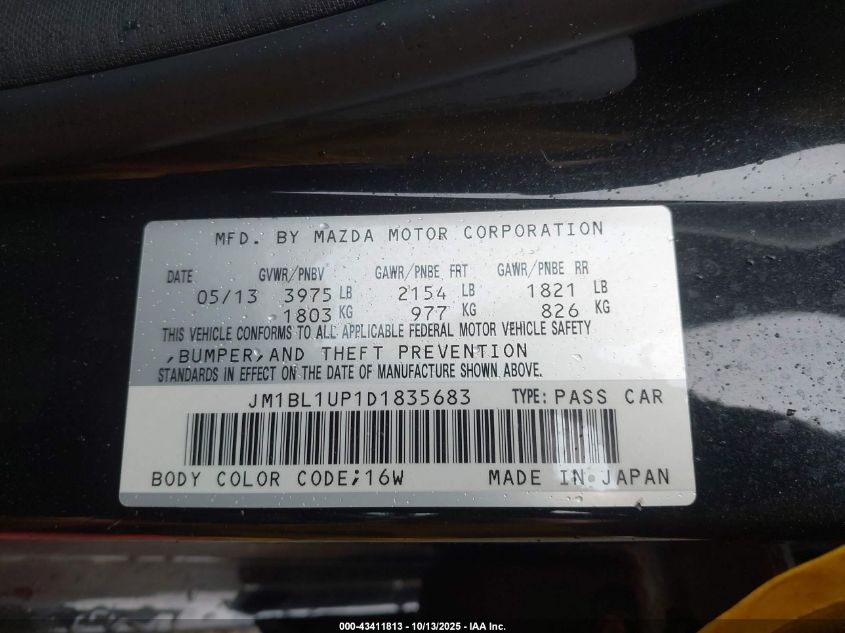 MFD. BY MAZDA MOTOR CORPORATION
DATE GVWR/PNBV GAWR/PNBE FRT GAWR/PNBE RR
05/13 3975 LB 2154 LB 1821 LB
1803 KG 977 KG 826 KG
THIS VEHICLE CONFORMS TO ALL APPLICABLE FEDERAL MOTOR VEHICLE SAFETY
,BUMPER,AND THEFT PREVENTION
STANDARDS IN EFFECT ON THE DATE OF MANUFACTURE SHOWN ABOVE.
JM1BL1UP1D1835683 TYPE: PASS CAR
BODY COLOR CODE;16W MADE IN JAPAN
000-43411813 - 10/13/2025 - IAA Inc.